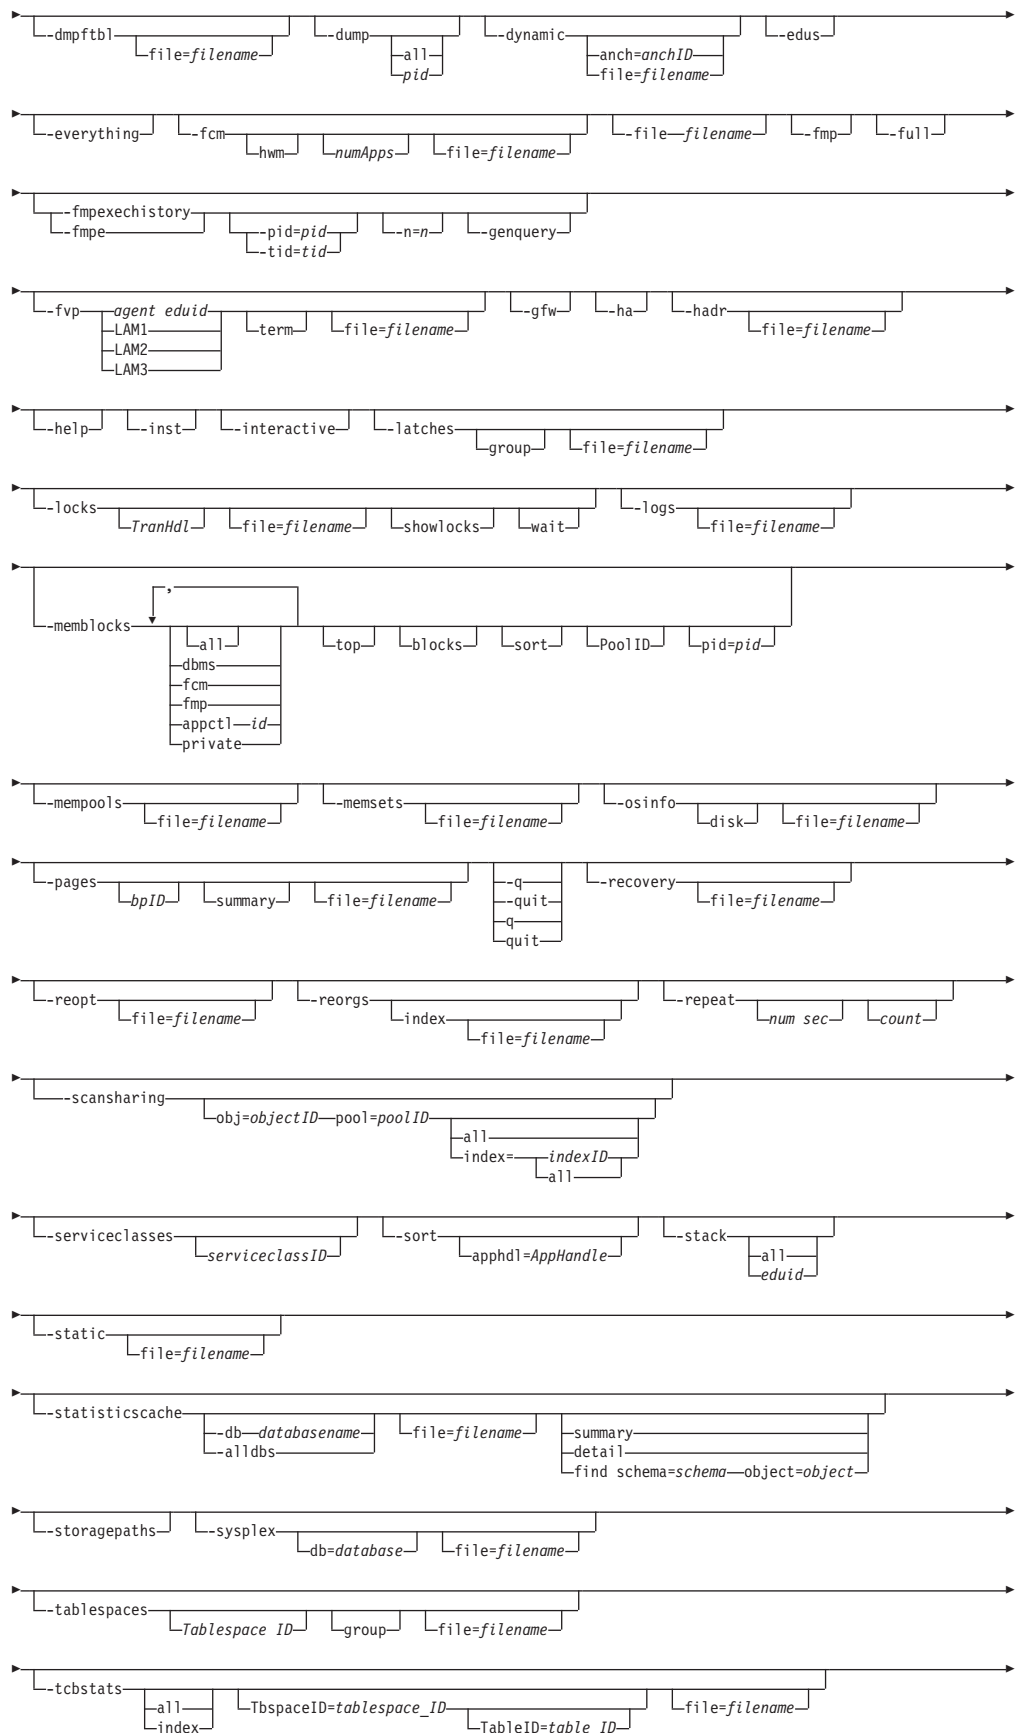 -dmpftbl -dump -dynamic -edus
file=filename all anch=anchID
pid file=filename
-everything -fcm -file filename -fmp -full
hwm numApps file=filename
-fmpexechistory
-fmpe -pid=pid -n=n -genquery
-tid=tid
-fvp agent eduid -gfw -ha -hadr
LAM1 term file=filename file=filename
LAM2
LAM3
-help -inst -interactive -latches
group file=filename
-locks -logs
TranHdl file=filename showlocks wait file=filename
,
-memblocks
all top blocks sort PoolID pid=pid
dbms
fcm
fmp
appctl id
private
-mempools -memsets -osinfo
file=filename file=filename disk file=filename
-pages -q -recovery
bpID summary file=filename -quit file=filename
q
quit
-reopt -reorgs -repeat
file=filename index num sec count
file=filename
-scansharing
obj=objectID pool=poolID
all
index= indexID
all
-serviceclasses -sort -stack
serviceclassID apphdl=AppHandle all
eduid
-static
file=filename
-statisticscache
-db databasename file=filename summary
-alldbs detail
find schema=schema object=object
-storagepaths -sysplex
db=database file=filename
-tablespaces
Tablespace ID group file=filename
-tcbstats
all TbspaceID=tablespace_ID file=filename
index TableID=table_ID